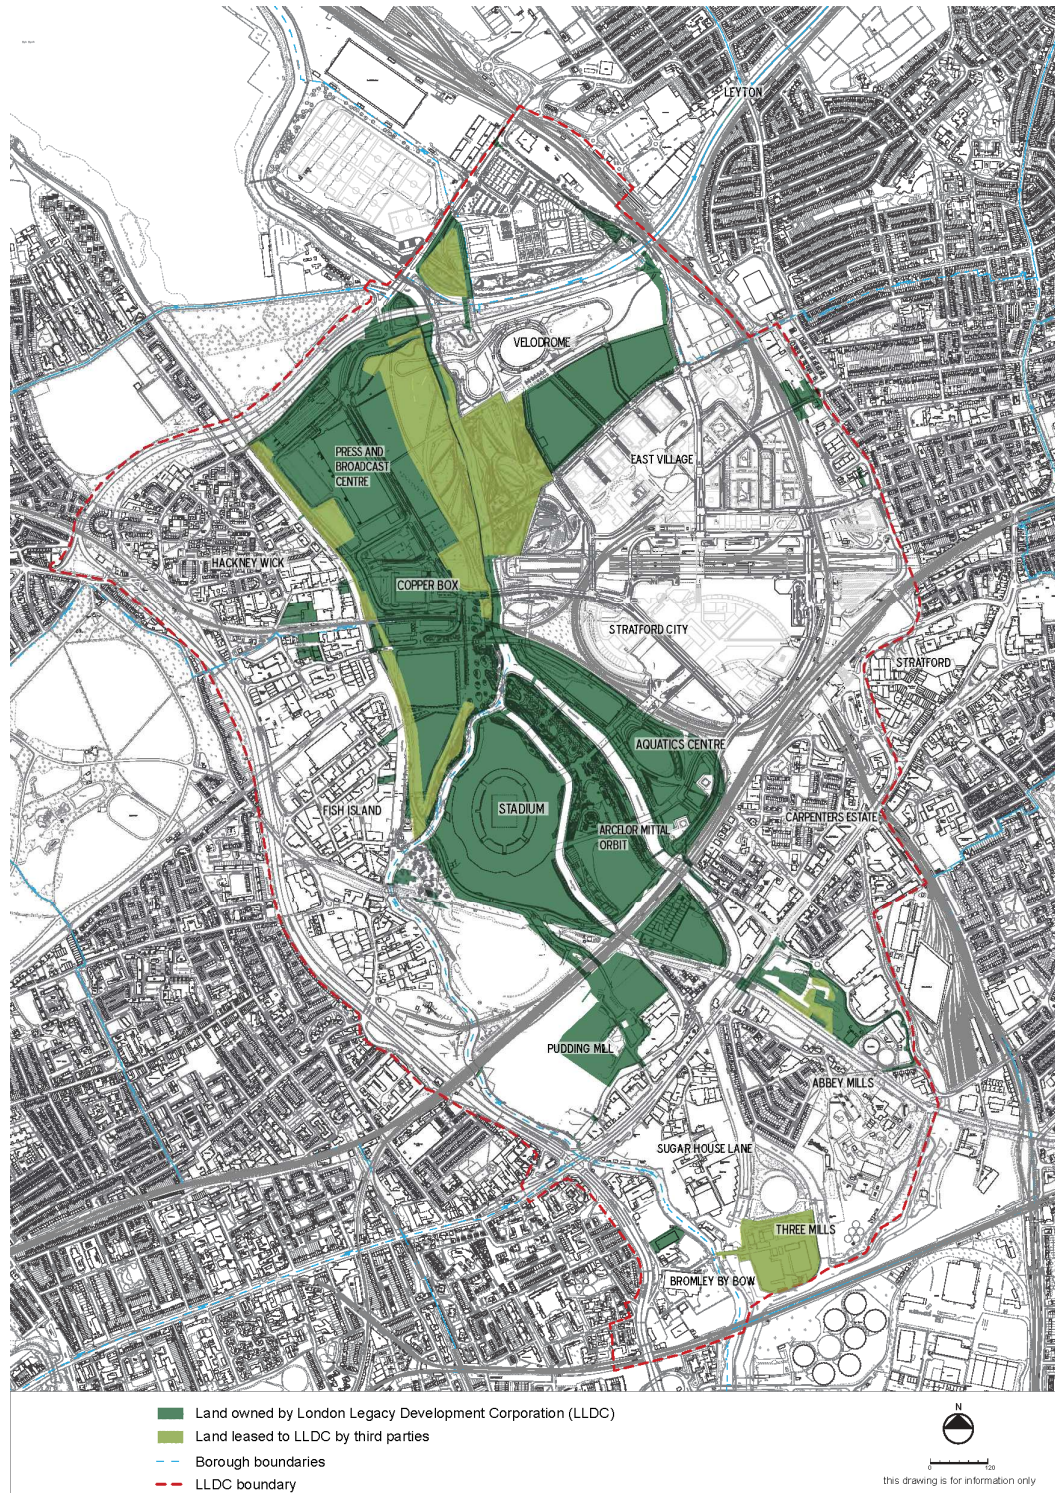 LEYTON
VELODROME
PRESS AND
BROADCAST
CENTRE
EAST VILLAGE
HACKNEY WICK
COPPER BOX
STRATFORD CITY
STRATFORD
AQUATICS CENTRE
FISH ISLAND
STADIUM
CARPENTERS ESTATE
ARCELOR MITTAL
ORBIT
PUDDING MILL
ABBEY MILLS
SUGAR HOUSE LANE
THREE MILLS
BROMLEY BY BOW
Land owned by London Legacy Development Corporation (LLDC)
Land leased to LLDC by third parties
Borough boundaries
LLDC boundary
N
0 120
this drawing is for information only